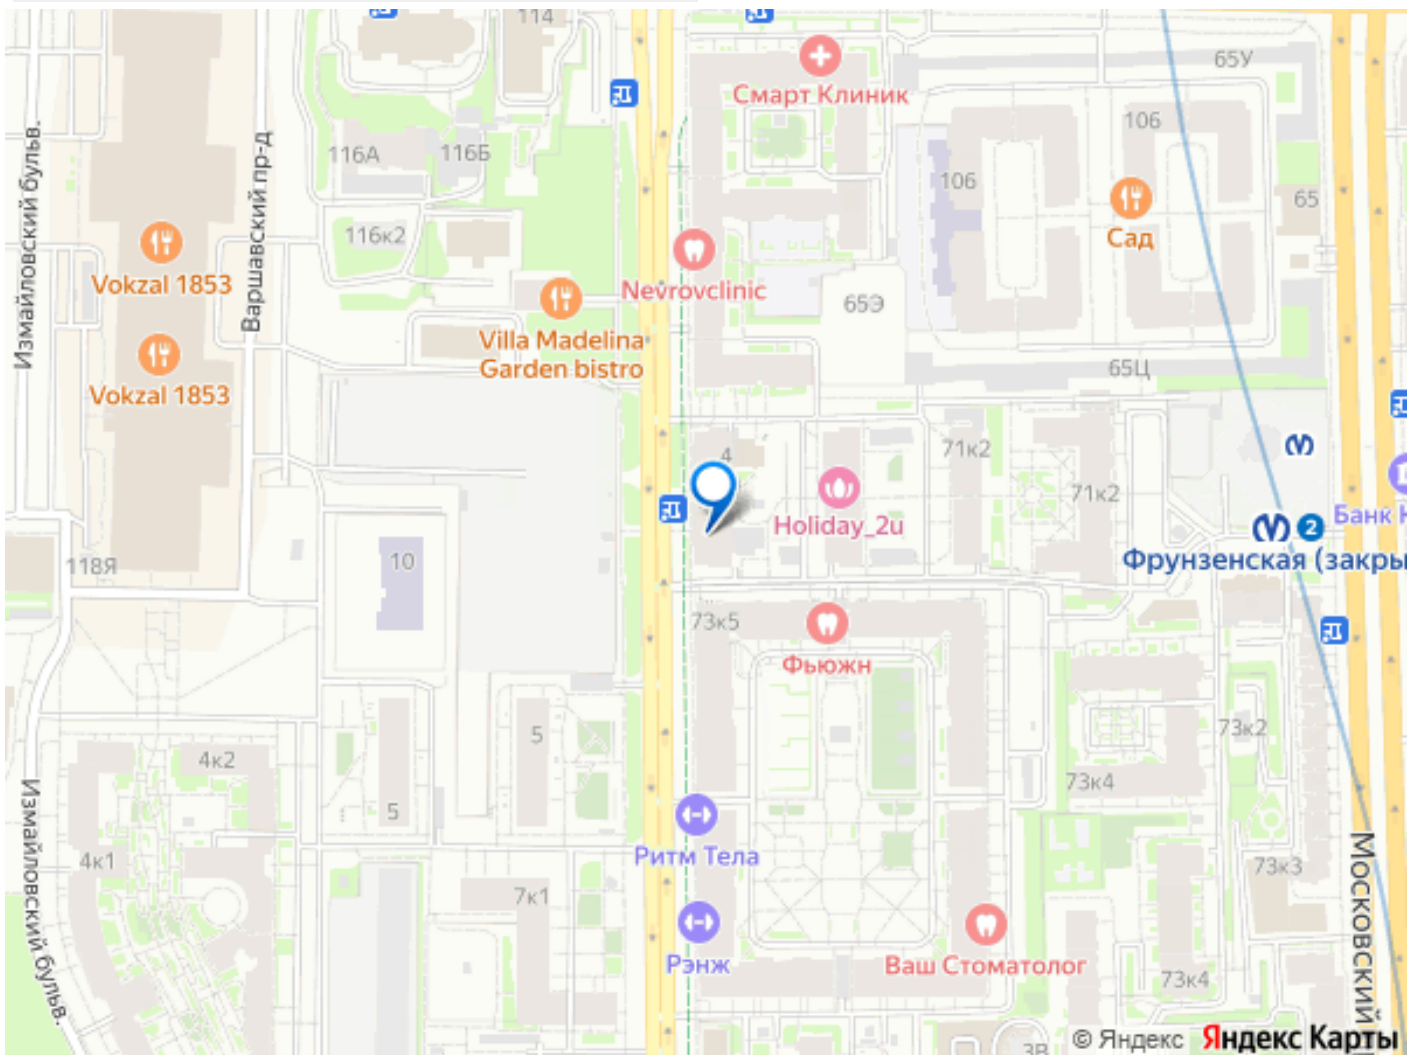 114
65У
Смарт Клиник
106
116А
116Б
106
65
Сад
116к2
Измайловский бульв.
Варшавский пр-д
Vokzal 1853
Nevrovclinic
65Э
Villa Madelina
Garden bistro
65Ц
Vokzal 1853
4
71к2
71к2
Holiday_2u
2
Банк
Фрунзенская (закры
118Я
10
73к5
Фьюжн
4к2
5
73к2
5
73к4
Измайловский бульв.
Ритм Тела
4к1
7к1
73к3
Московский
Рэнж
Ваш Стоматолог
73к4
3В
© Яндекс Яндекс Карты